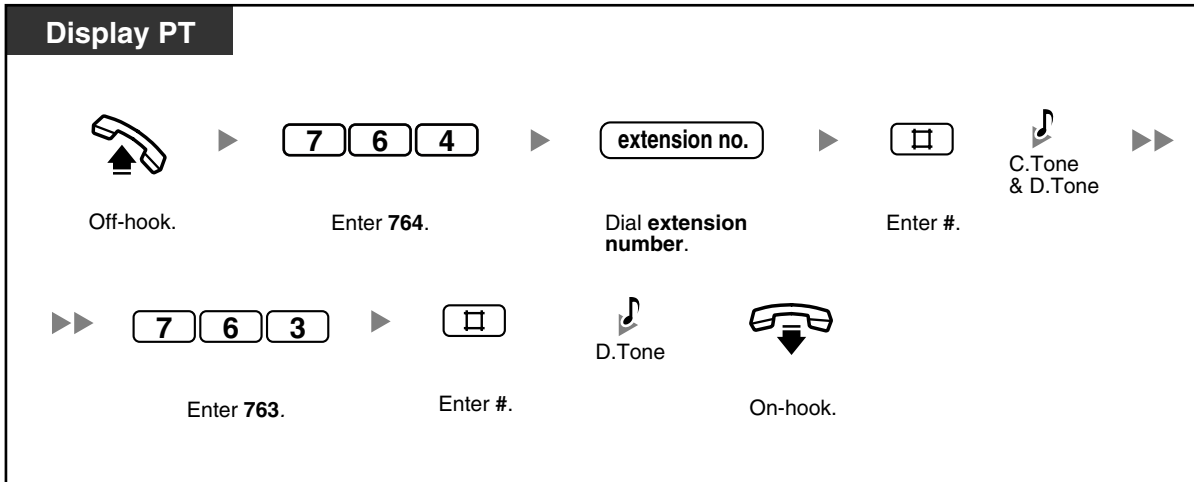 Display PT
7 6 4
extension no.
#
C.Tone
& D.Tone
Off-hook.
Enter 764.
Dial extension
number.
Enter #.
7 6 3
#
D.Tone
Enter 763.
Enter #.
On-hook.